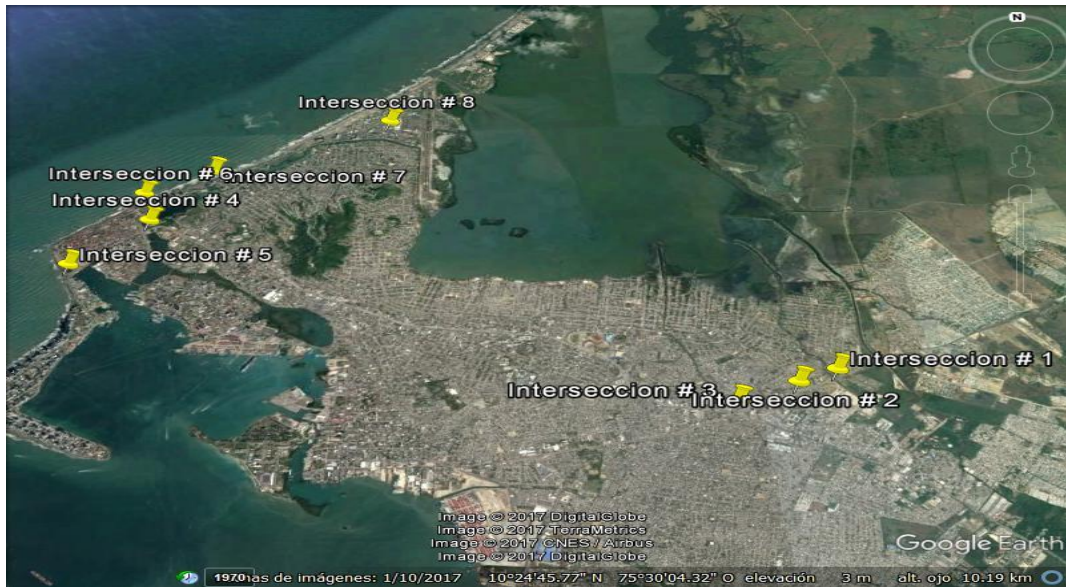 N
Interseccion # 8
Interseccion # 6
Interseccion # 7
Interseccion # 4
Interseccion # 5
Interseccion # 1
Interseccion # 3
Interseccion # 2
Image © 2017 DigitalGlobe
Image © 2017 TerraMetrics
Image © 2017 CNES / Airbus
Image © 2017 DigitalGlobe
Google Earth
1970 mas de imágenes: 1/10/2017 10°24'45.77" N 75°30'04.32" O elevación 3 m alt. ojo 10.19 km